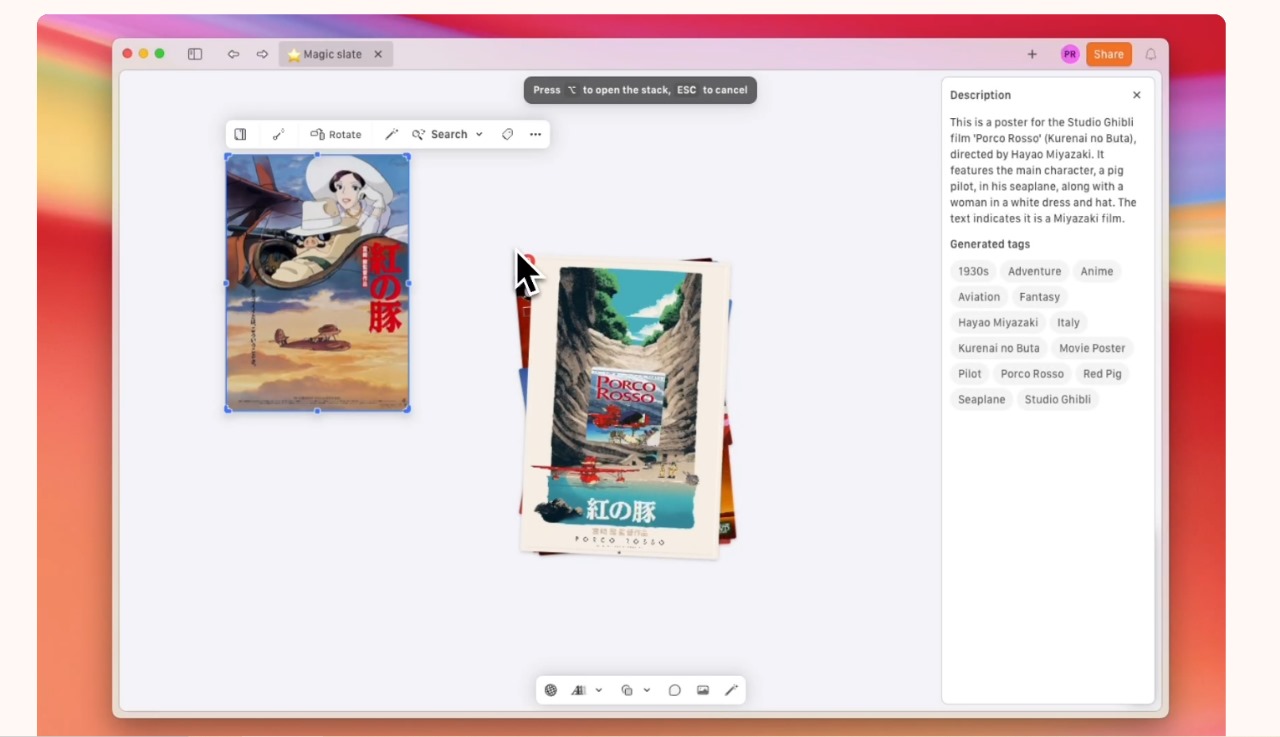 Magic slate
PR
Share
Press ⌥ to open the stack, ESC to cancel
Description
This is a poster for the Studio Ghibli
film 'Porco Rosso' (Kurenai no Buta),
directed by Hayao Miyazaki. It
features the main character, a pig
pilot, in his seaplane, along with a
woman in a white dress and hat. The
text indicates it is a Miyazaki film.
Generated tags
1930s Adventure Anime
Aviation Fantasy
Hayao Miyazaki Italy
Kurenai no Buta Movie Poster
Pilot Porco Rosso Red Pig
Seaplane Studio Ghibli
Rotate
Search
紅の豚
PORCO
ROSSO
紅の豚